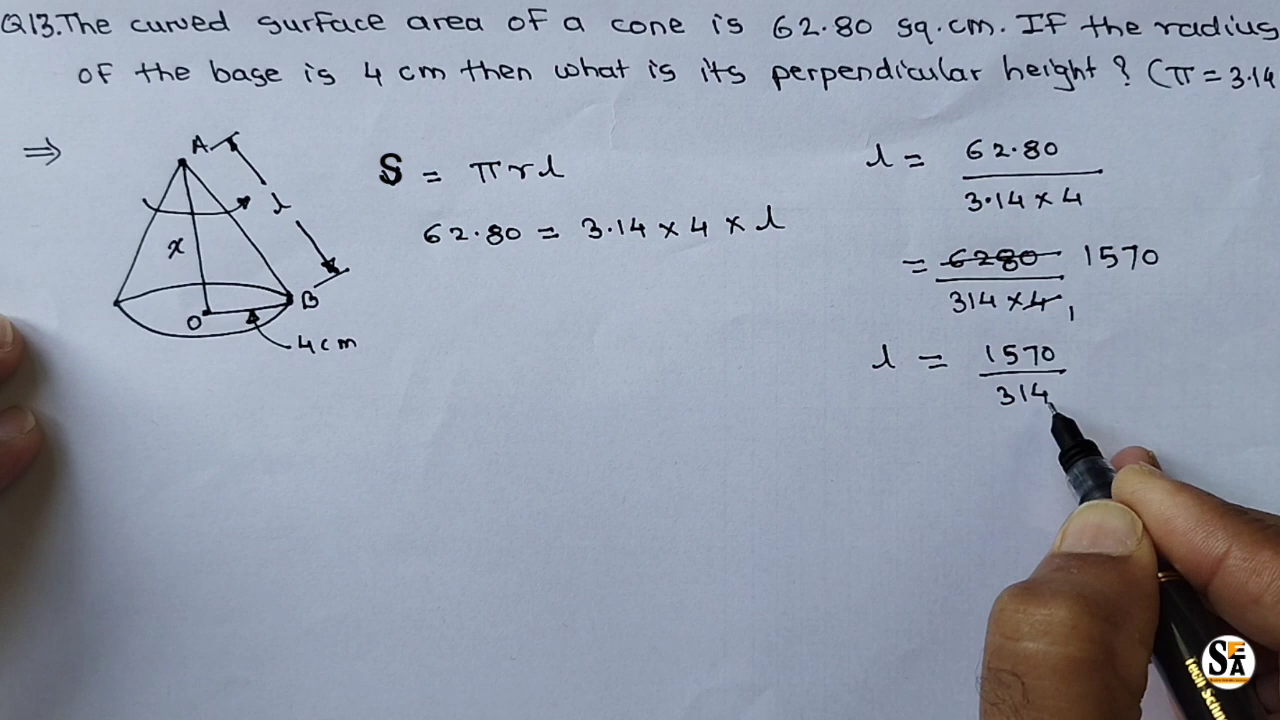 Q13. The curved surface area of a cone is 62.80 sq.cm. If the radius
of the base is 4 cm then what is its perpendicular height ? (π = 3.14
⇒
A
l
x
O
B
4cm
S = πrl
62.80 = 3.14 × 4 × l
l = 62.80
3.14 × 4
= 6280 1570
314 × 4 1
l = 1570
314
SETA